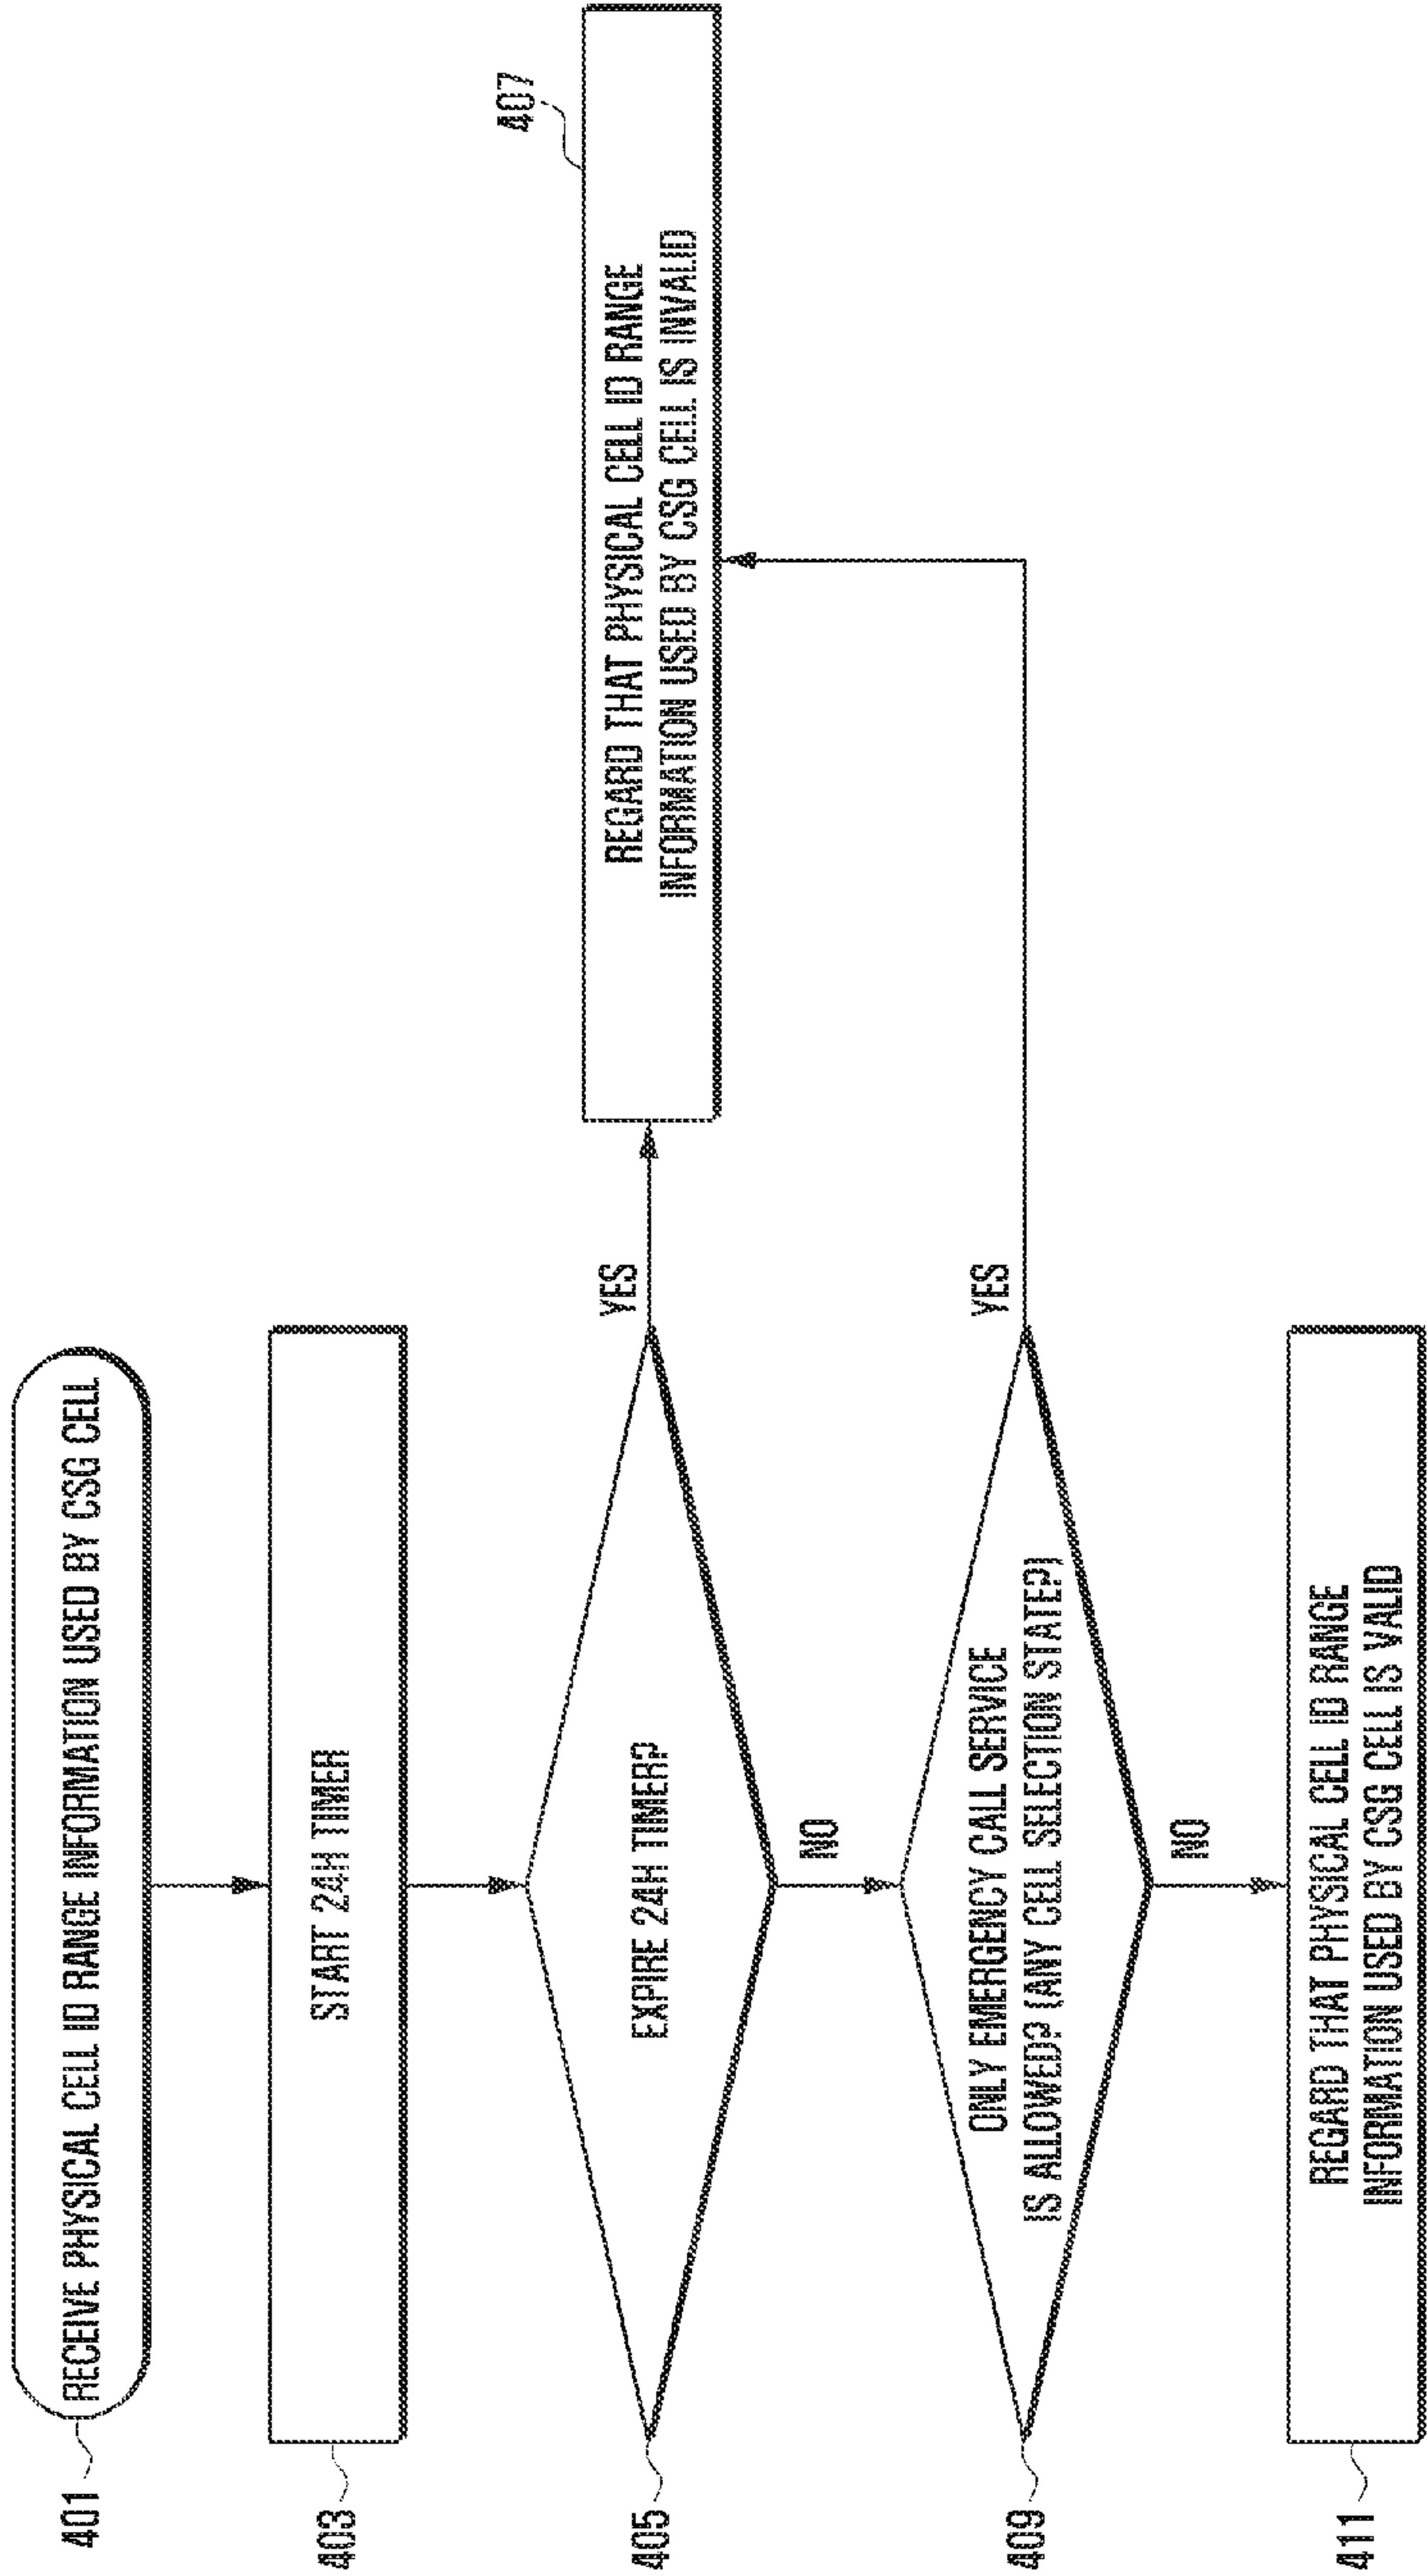 401
RECEIVE PHYSICAL CELL ID RANGE INFORMATION USED BY CSG CELL
403
START 24H TIMER
405
EXPIRE 24H TIMER?
YES
NO
407
REGARD THAT PHYSICAL CELL ID RANGE
INFORMATION USED BY CSG CELL IS INVALID
409
ONLY EMERGENCY CALL SERVICE
IS ALLOWED? (ANY CELL SELECTION STATE?)
YES
NO
411
REGARD THAT PHYSICAL CELL ID RANGE
INFORMATION USED BY CSG CELL IS VALID